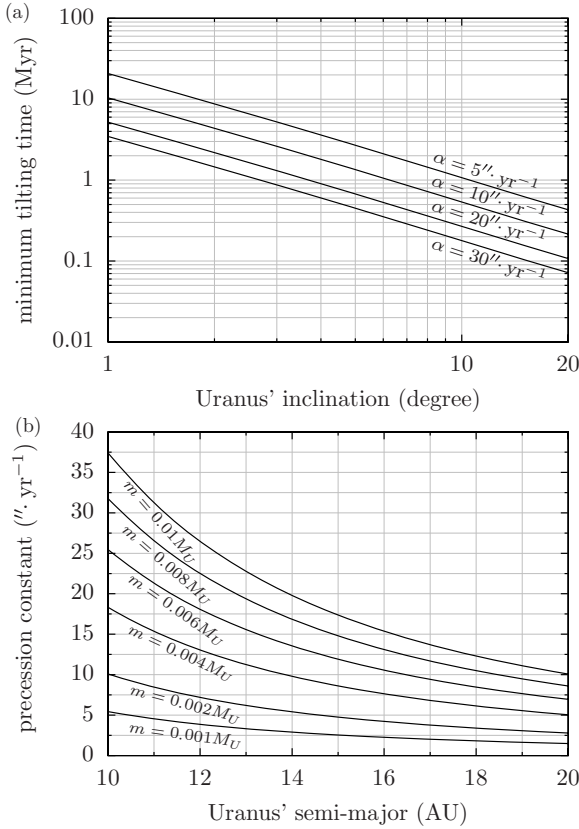 (a)
minimum tilting time (Myr)
100
10
1
0.1
0.01
α = 5″· yr⁻¹
α = 10″· yr⁻¹
α = 20″· yr⁻¹
α = 30″· yr⁻¹
1 10 20
Uranus' inclination (degree)
(b)
precession constant (″· yr⁻¹)
40
35
30
25
20
15
10
5
0
m = 0.01M_U
m = 0.008M_U
m = 0.006M_U
m = 0.004M_U
m = 0.002M_U
m = 0.001M_U
10 12 14 16 18 20
Uranus' semi-major (AU)